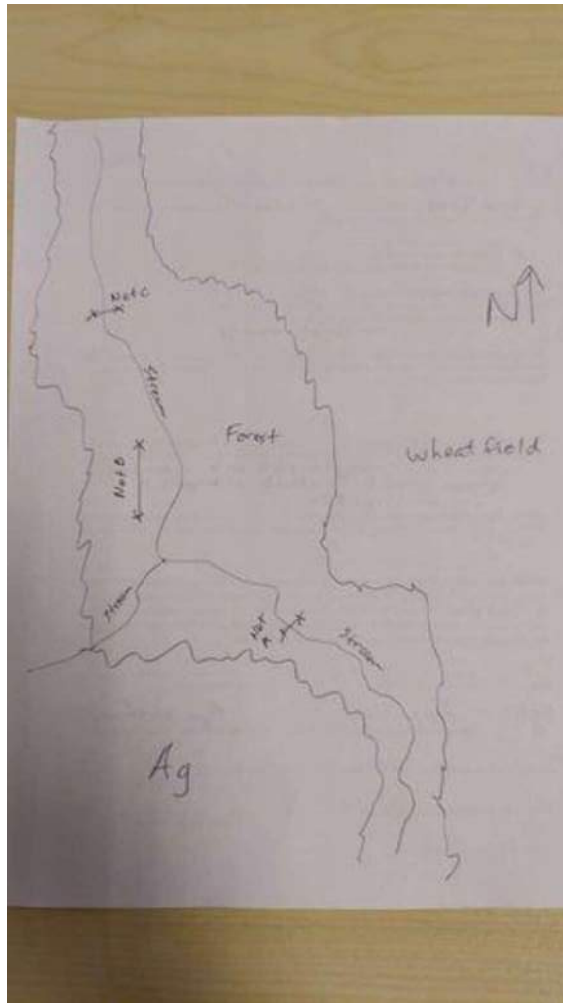 Net C
N
Stream
Forest
Wheat field
Net B
Stream
Net A
Stream
Ag